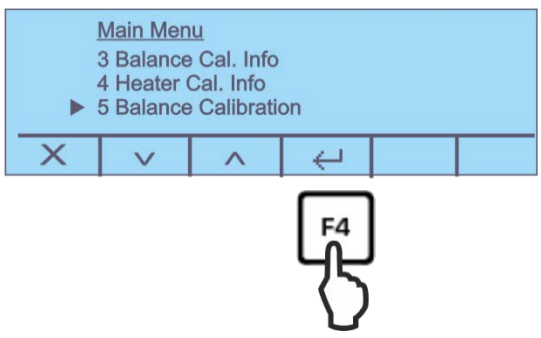 Main Menu
3 Balance Cal. Info
4 Heater Cal. Info
5 Balance Calibration
F4